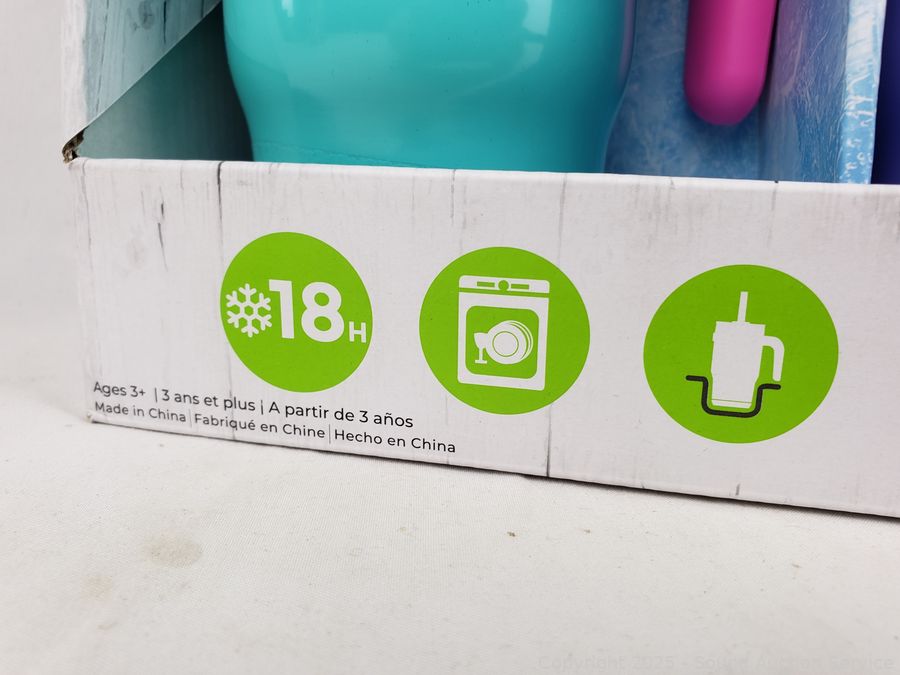 18H
Ages 3+ | 3 ans et plus | A partir de 3 años
Made in China | Fabriqué en Chine | Hecho en China
Copyright 2025 - Sound Auction Service